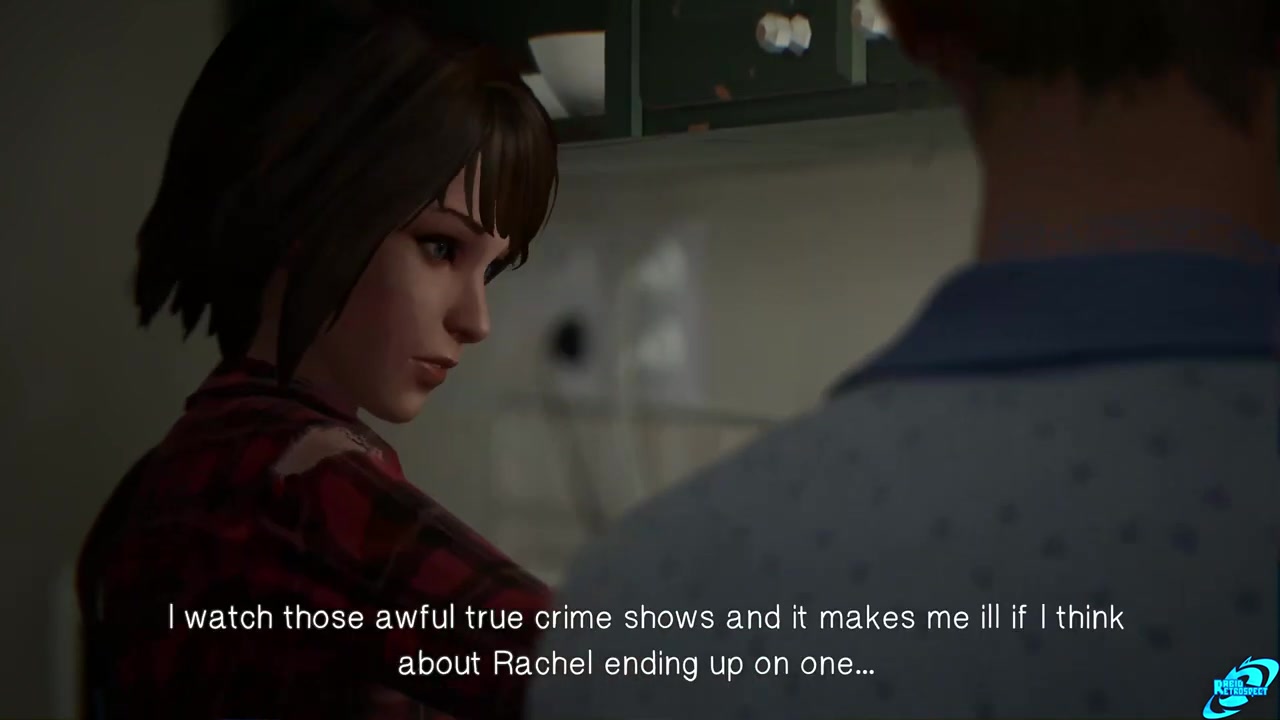 I watch those awful true crime shows and it makes me ill if I think
about Rachel ending up on one...
RAPID
RETROSPECT